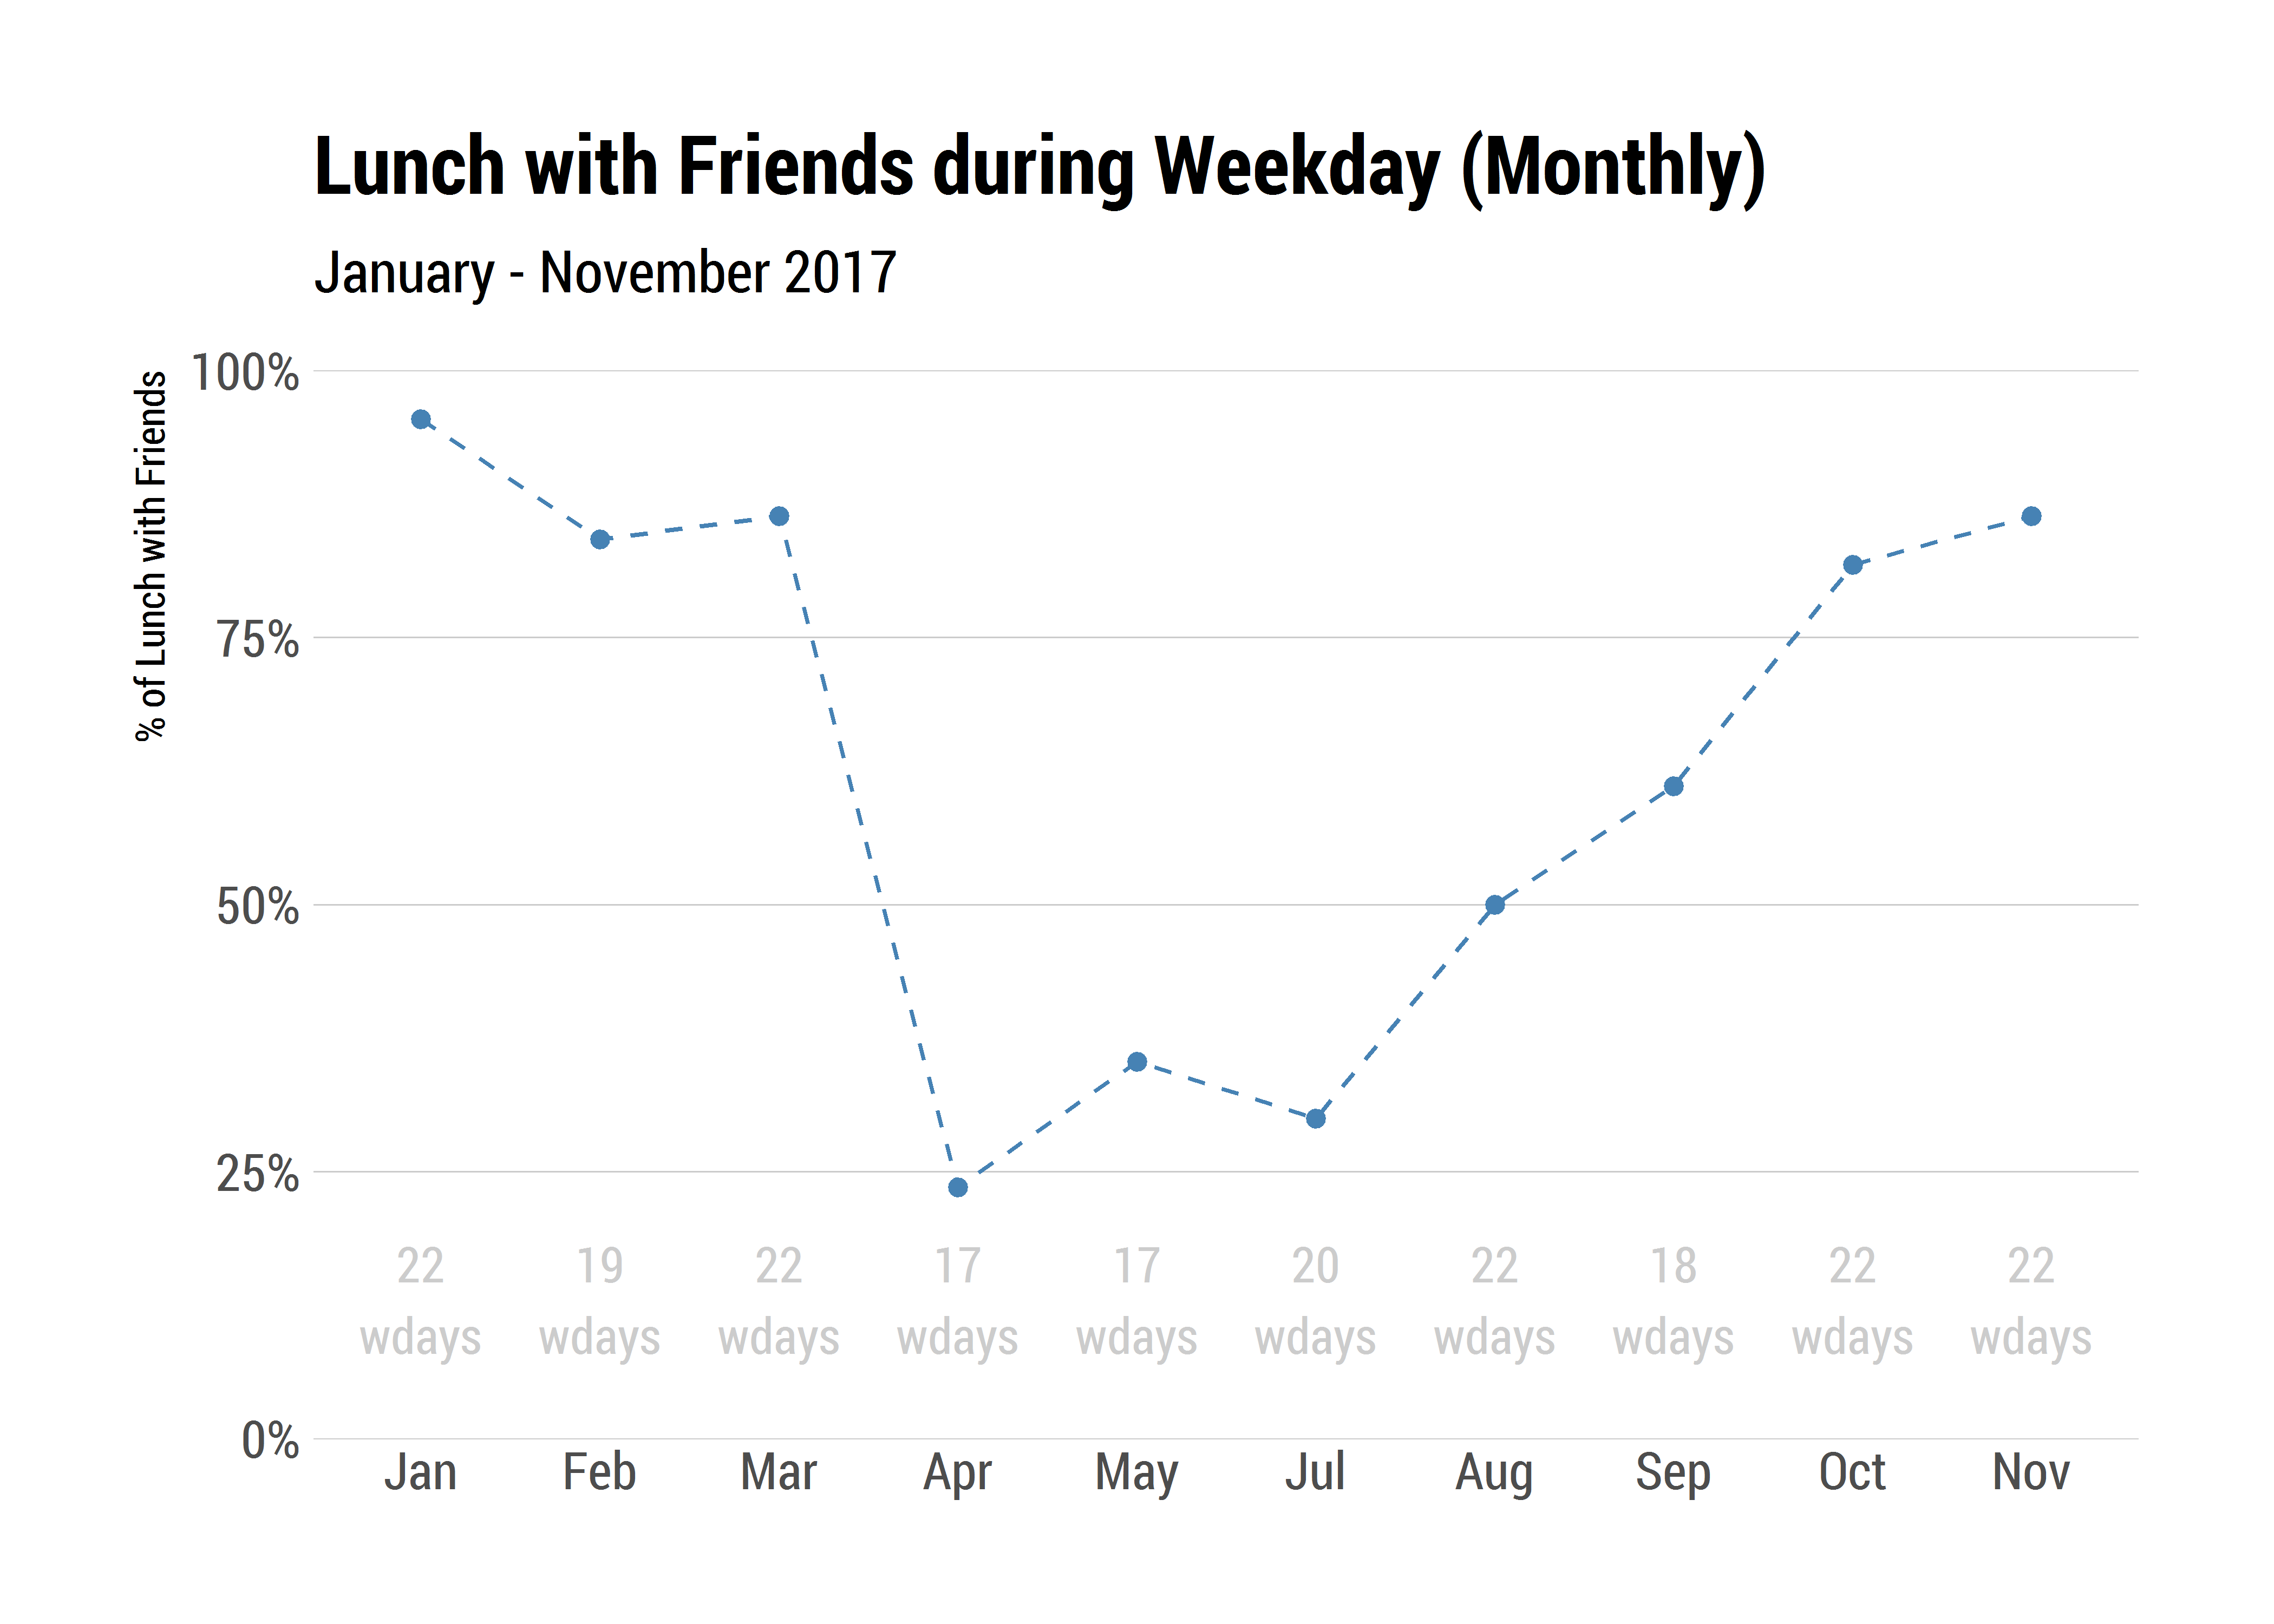 Lunch with Friends during Weekday (Monthly)
January - November 2017
% of Lunch with Friends
100%
75%
50%
25%
0%
22 19 22 17 17 20 22 18 22 22
wdays wdays wdays wdays wdays wdays wdays wdays wdays wdays
Jan Feb Mar Apr May Jul Aug Sep Oct Nov